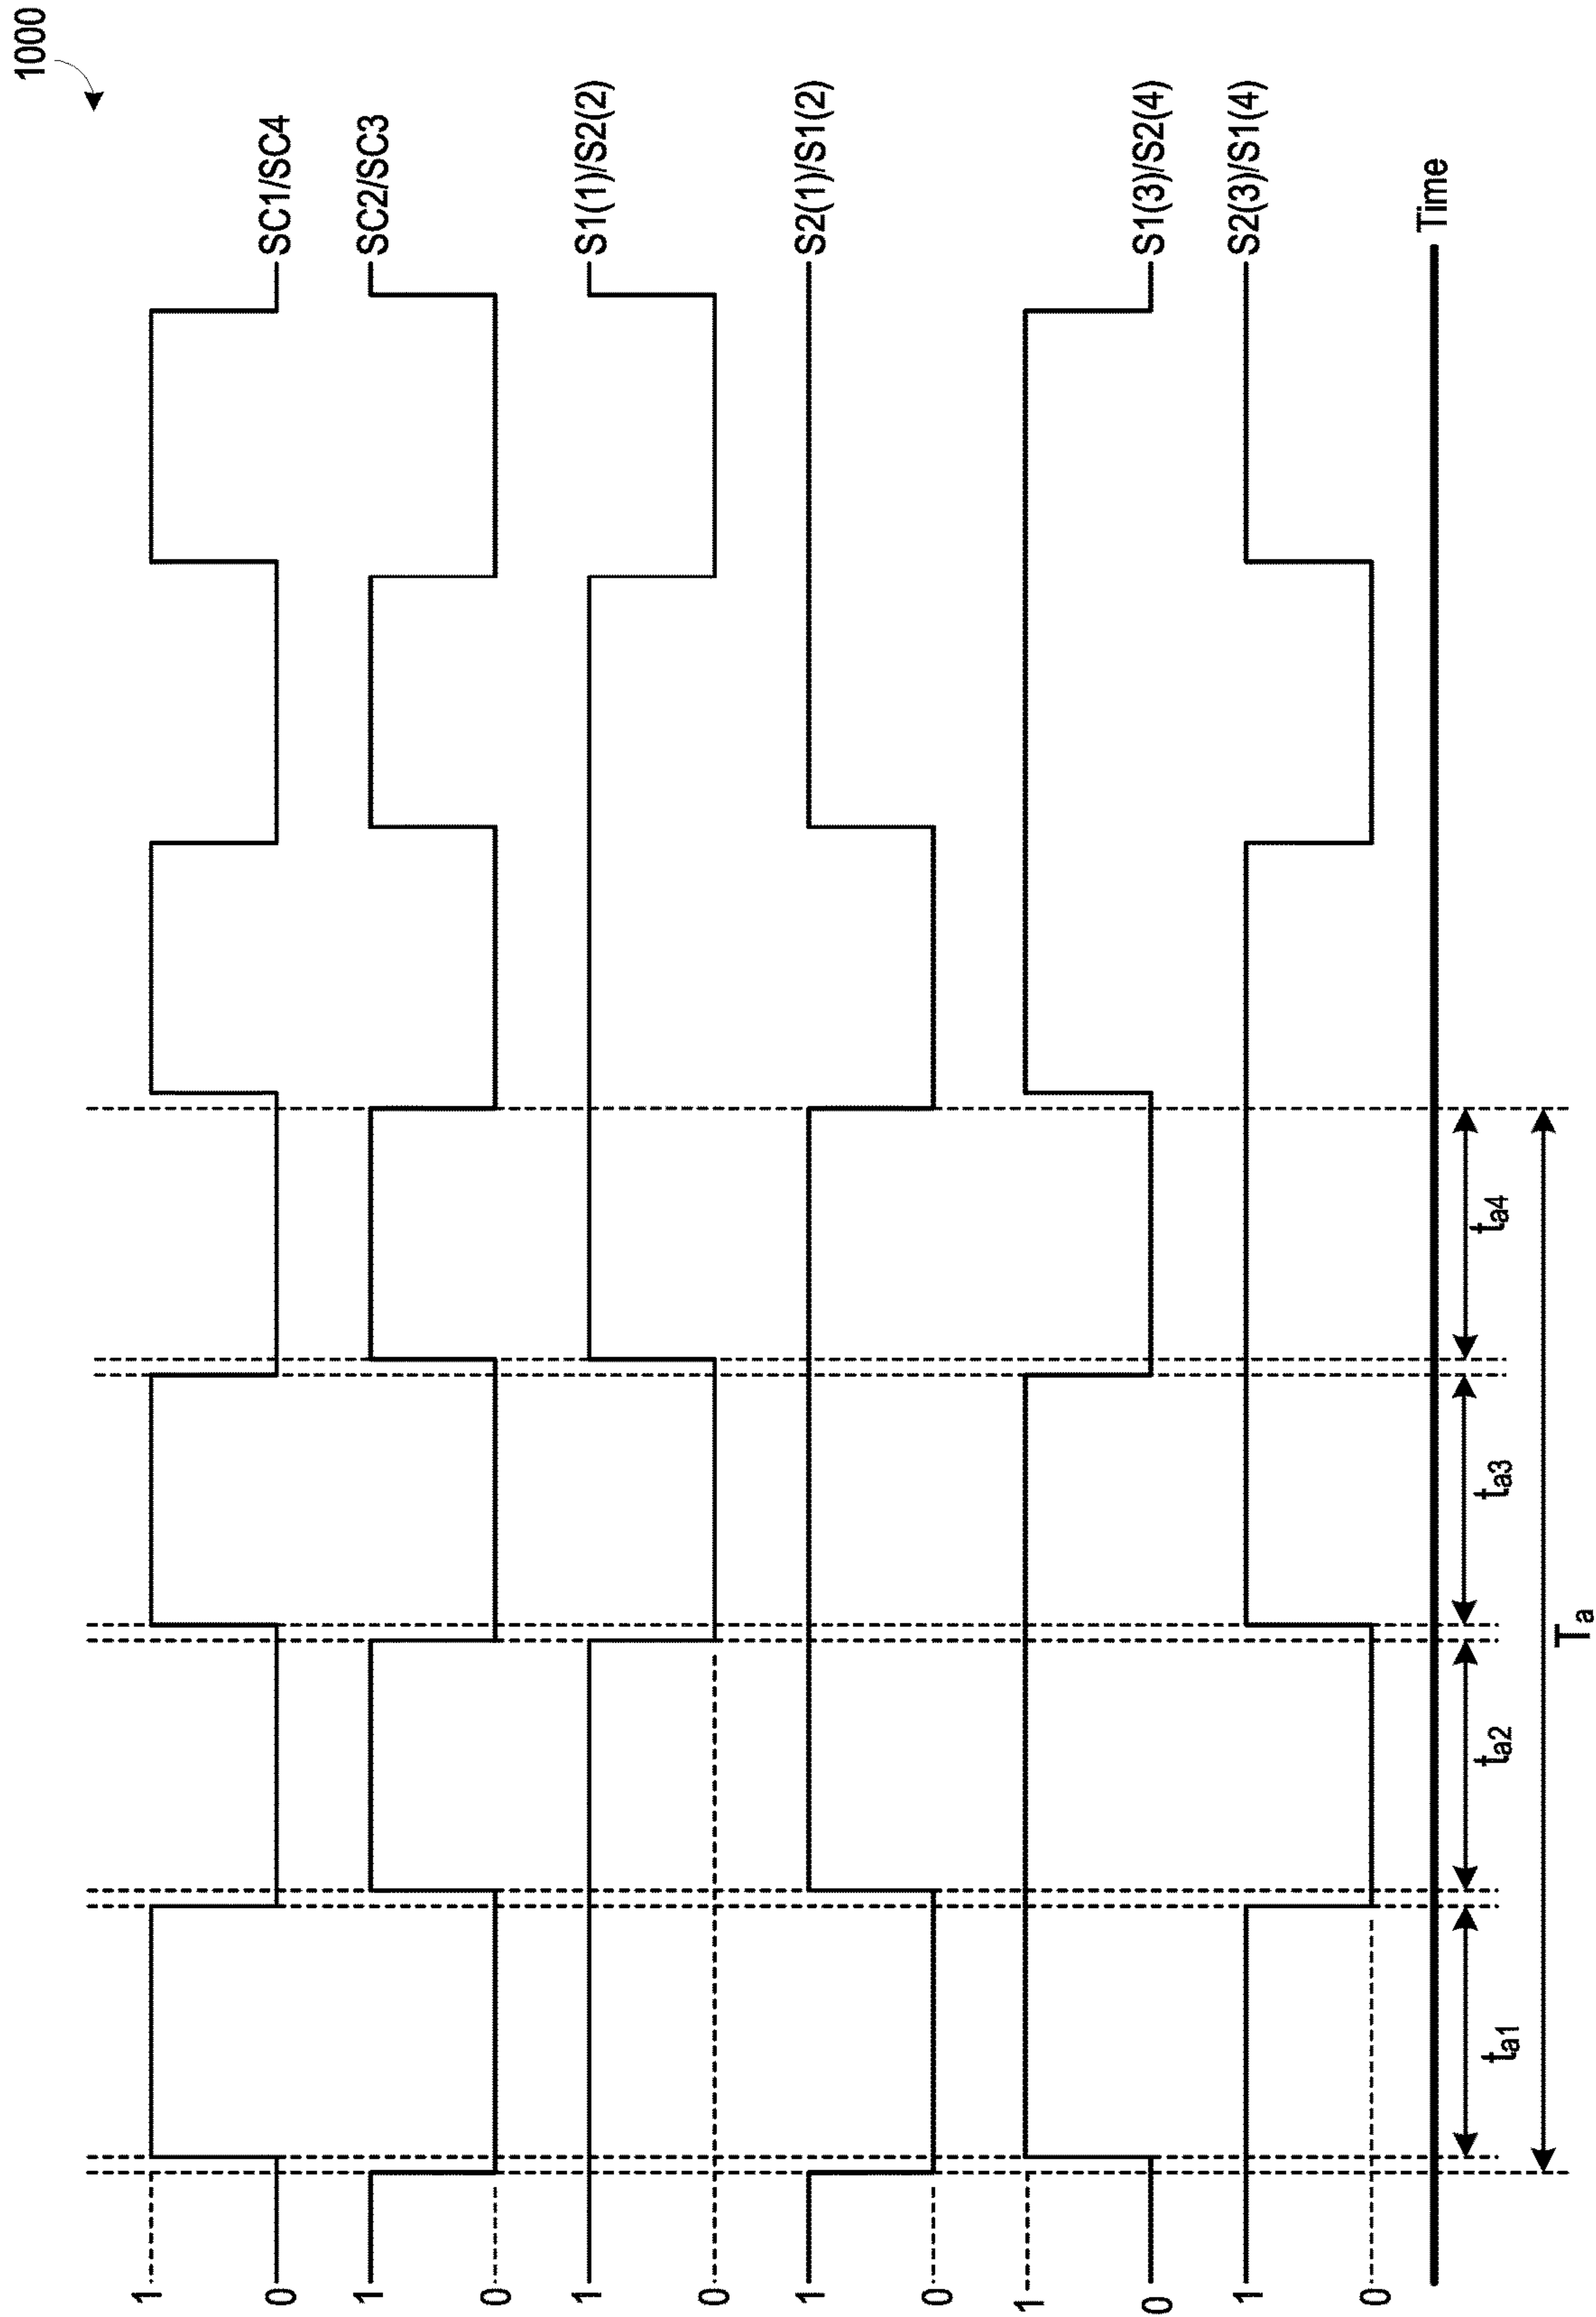 1000
1
0
SC1/SC4
1
0
SC2/SC3
1
0
S1(1)/S2(2)
1
0
S2(1)/S1(2)
1
0
S1(3)/S2(4)
1
0
S2(3)/S1(4)
Time
ta1
ta2
ta3
ta4
Ta